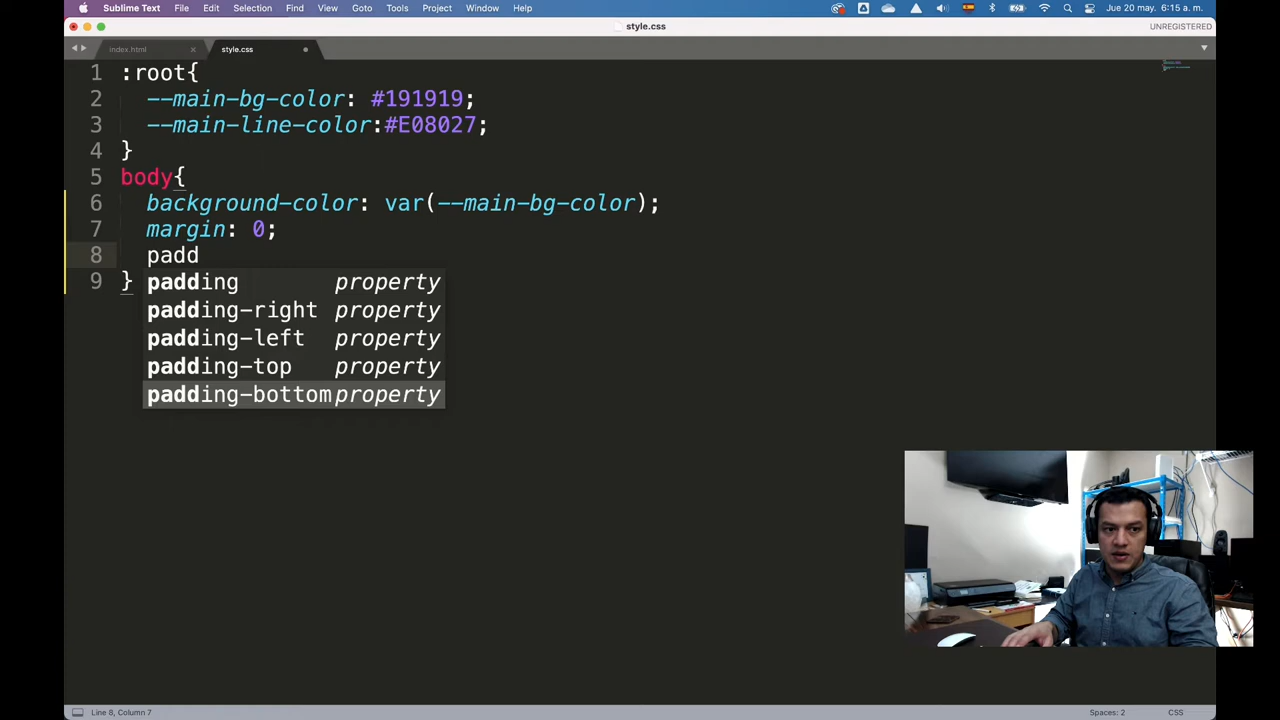 Sublime Text File Edit Selection Find View Goto Tools Project Window Help Jue 20 may. 6:15 a. m.
style.css UNREGISTERED
index.html × style.css
1 :root{
2 --main-bg-color: #191919;
3 --main-line-color:#E08027;
4 }
5 body{
6 background-color: var(--main-bg-color);
7 margin: 0;
8 padd
9 }
padding property
padding-right property
padding-left property
padding-top property
padding-bottom property
Line 8, Column 7 Spaces: 2 CSS